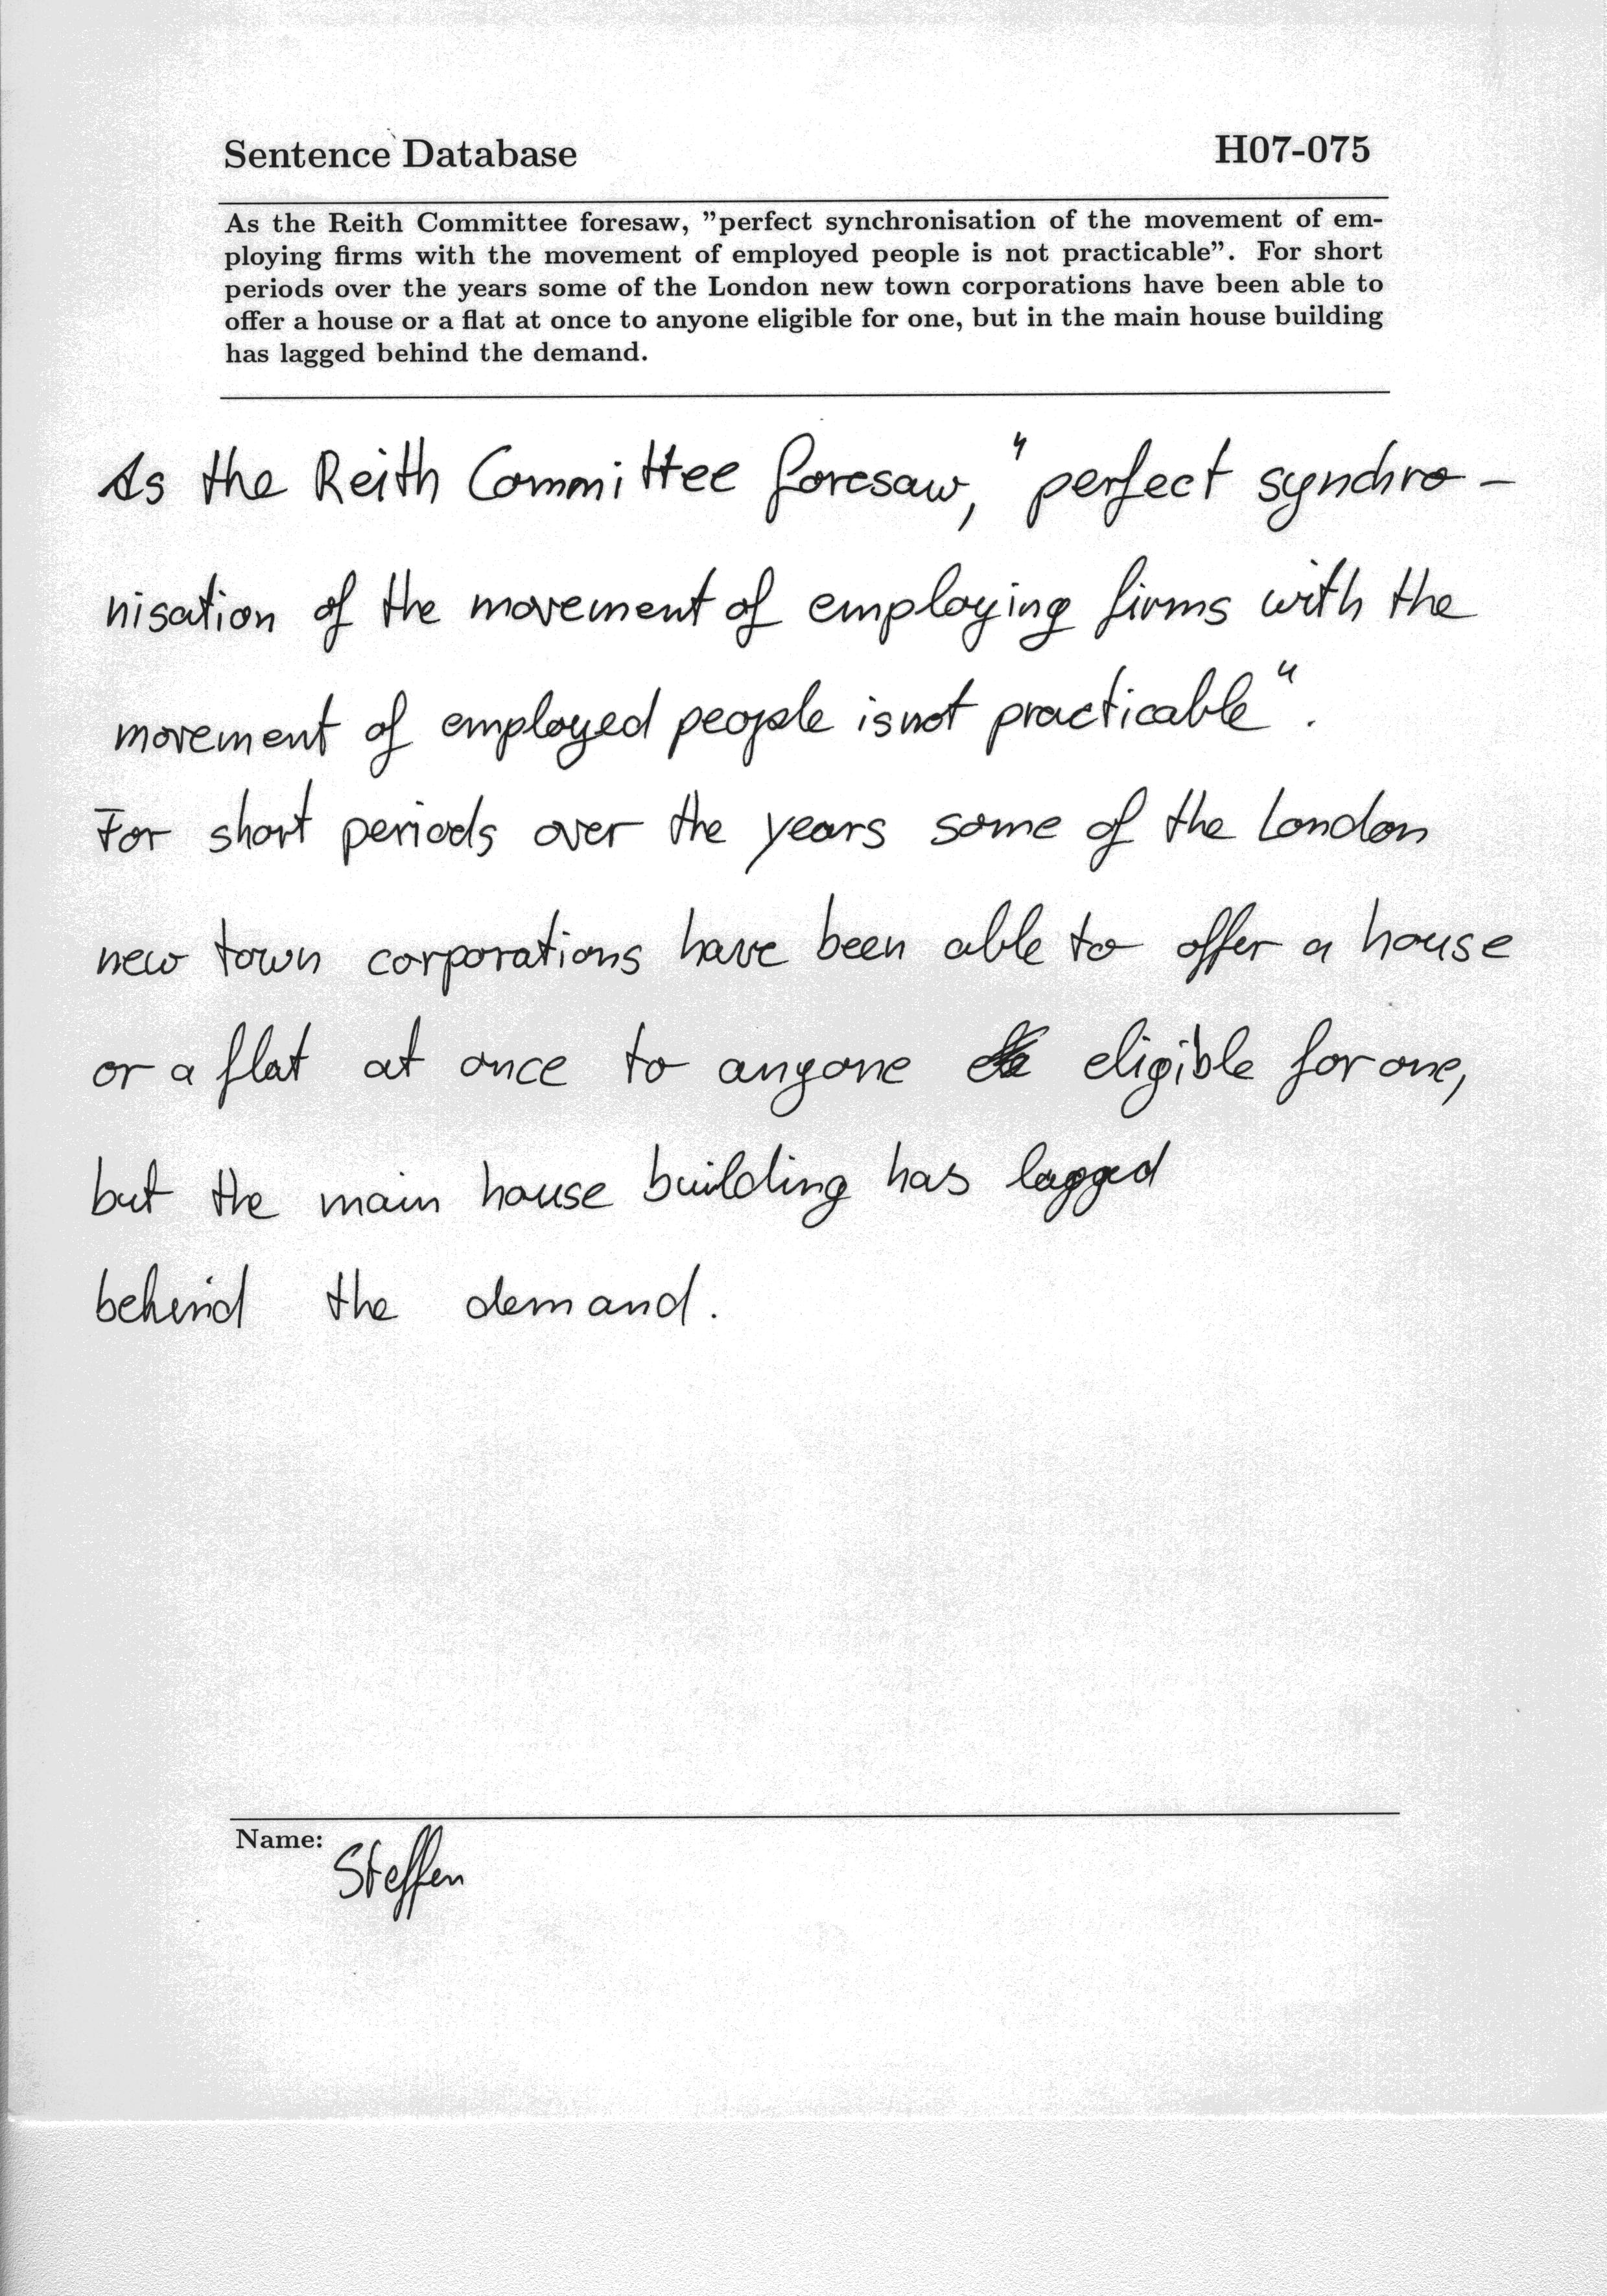 Sentence Database H07-075
As the Reith Committee foresaw, ”perfect synchronisation of the movement of em-
ploying firms with the movement of employed people is not practicable”. For short
periods over the years some of the London new town corporations have been able to
offer a house or a flat at once to anyone eligible for one, but in the main house building
has lagged behind the demand.
As the Reith Committee foresaw, "perfect synchro-
nisation of the movement of employing firms with the
movement of employed people is not practicable".
For short periods over the years some of the London
new town corporations have been able to offer a house
or a flat at once to anyone eligible for one,
but the main house building has lagged
behind the demand.
Name:
Steffen